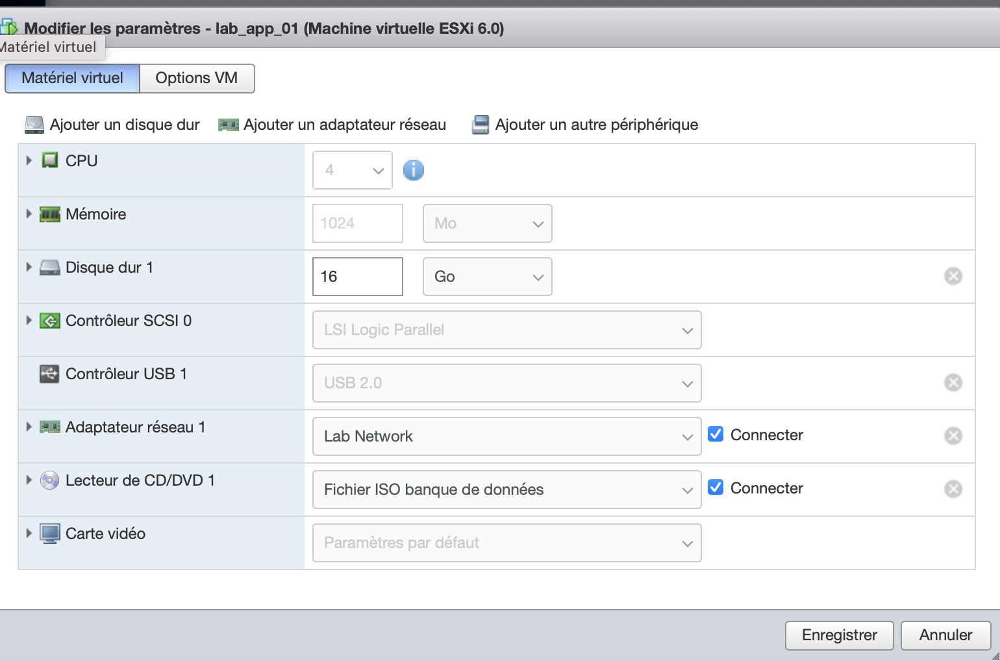 Modifier les paramètres - lab_app_01 (Machine virtuelle ESXi 6.0)
Matériel virtuel
Matériel virtuel Options VM
Ajouter un disque dur Ajouter un adaptateur réseau Ajouter un autre périphérique
CPU 4
Mémoire 1024 Mo
Disque dur 1 16 Go
Contrôleur SCSI 0 LSI Logic Parallel
Contrôleur USB 1 USB 2.0
Adaptateur réseau 1 Lab Network Connecter
Lecteur de CD/DVD 1 Fichier ISO banque de données Connecter
Carte vidéo Paramètres par défaut
Enregistrer Annuler